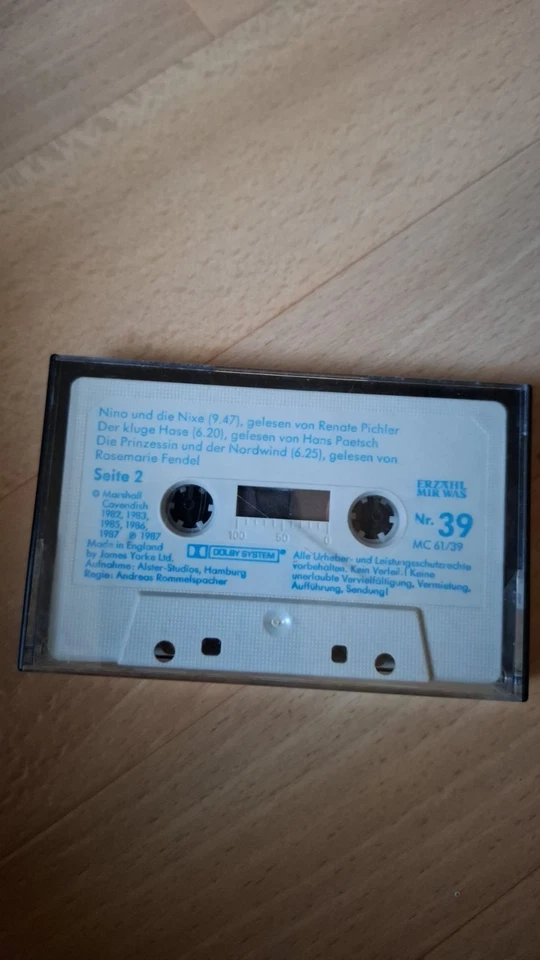 Nino und die Nixe (9.47), gelesen von Renate Pichler
Der kluge Hase (6.20), gelesen von Hans Paetsch
Die Prinzessin und der Nordwind (6.25), gelesen von
Rosemarie Fendel
Seite 2
© Marshall
Cavendish
1982, 1983,
1985, 1986,
1987 ℗ 1987
Made in England
by James Yorke Ltd.
Aufnahme: Alster-Studios, Hamburg
Regie: Andreas Rommelspacher
100 50 0
DOLBY SYSTEM
ERZÄHL
MIR WAS
Nr. 39
MC 61/39
Alle Urheber- und Leistungsschutzrechte
vorbehalten. Kein Verleih! Keine
unerlaubte Vervielfältigung, Vermietung,
Aufführung, Sendung!